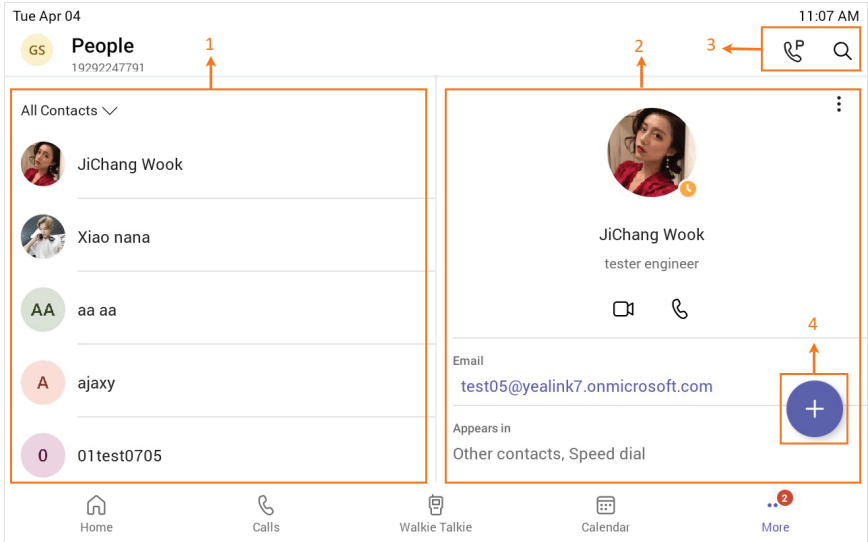 Tue Apr 04
11:07 AM
GS
People
19292247791
1
2
3
P
All Contacts
JiChang Wook
Xiao nana
AA
aa aa
A
ajaxy
0
01test0705
JiChang Wook
tester engineer
4
Email
test05@yealink7.onmicrosoft.com
Appears in
Other contacts, Speed dial
Home
Calls
Walkie Talkie
Calendar
2
More